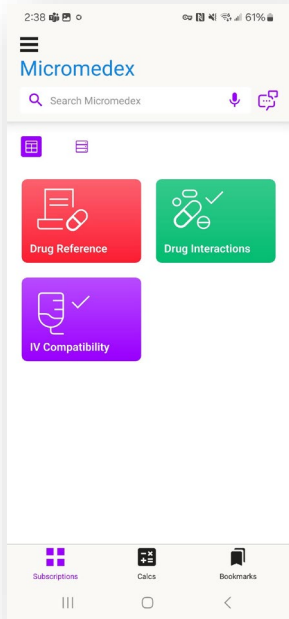 2:38 61%
Micromedex
Search Micromedex
Drug Reference
Drug Interactions
IV Compatibility
Subscriptions
Calcs
Bookmarks